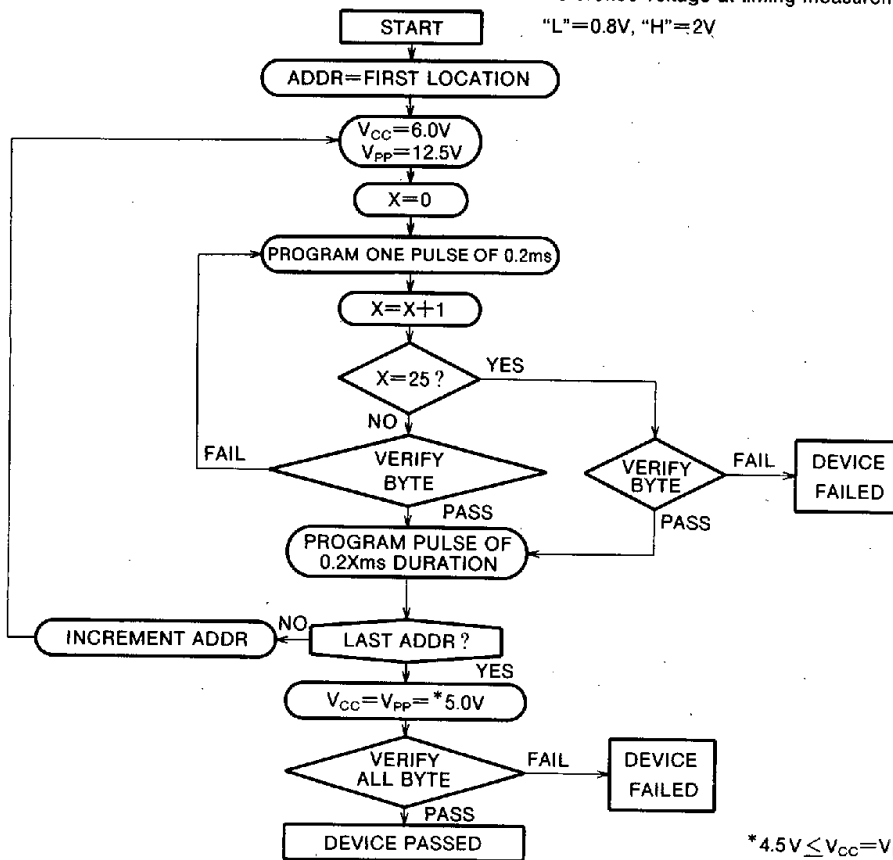 "L"=0.8V, "H"=2V
START
ADDR=FIRST LOCATION
VCC=6.0V
VPP=12.5V
X=0
PROGRAM ONE PULSE OF 0.2ms
X=X+1
X=25?
YES
NO
VERIFY
BYTE
FAIL
PASS
VERIFY
BYTE
FAIL
PASS
DEVICE
FAILED
PROGRAM PULSE OF
0.2Xms DURATION
INCREMENT ADDR
NO
LAST ADDR?
YES
VCC=VPP=*5.0V
VERIFY
ALL BYTE
FAIL
DEVICE
FAILED
PASS
DEVICE PASSED
*4.5V≤VCC=V